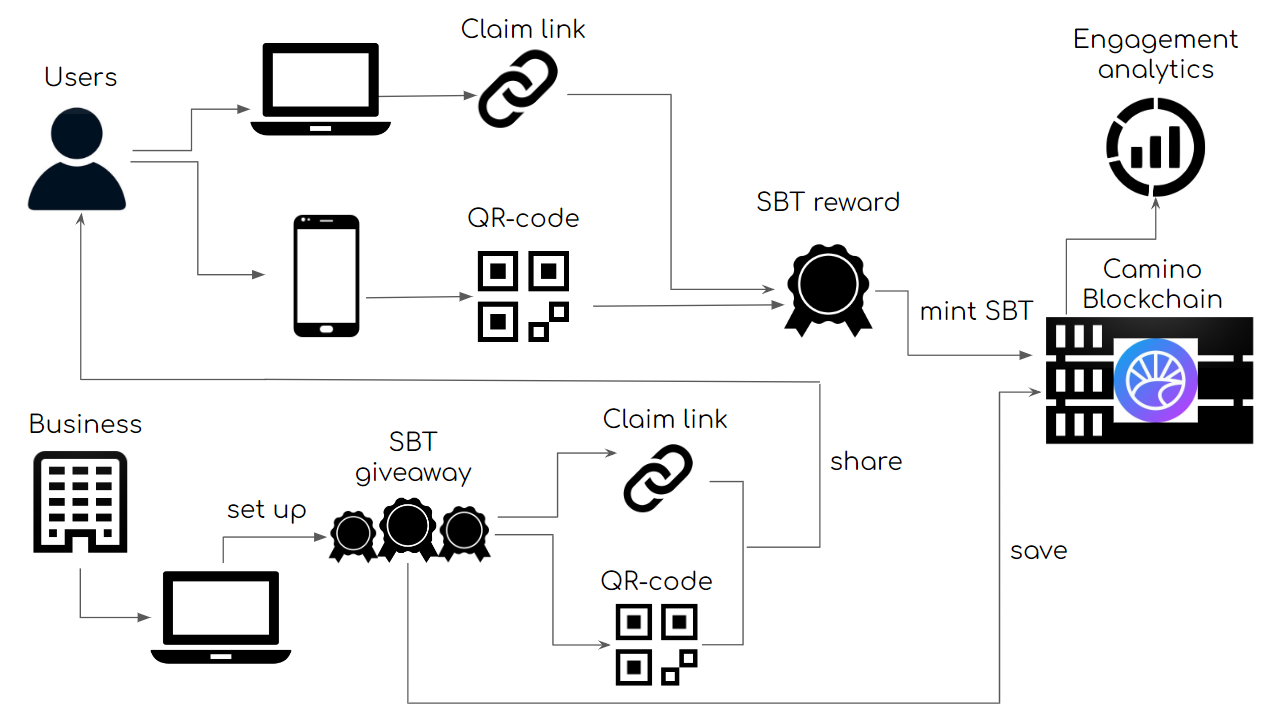 Users
Claim link
QR-code
SBT reward
mint SBT
Engagement
analytics
Camino
Blockchain
Business
set up
SBT
giveaway
Claim link
QR-code
share
save